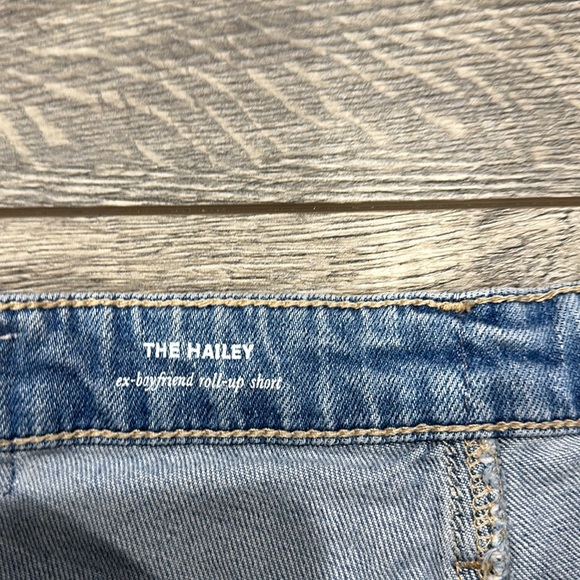 THE HAILEY
ex-boyfriend roll-up short